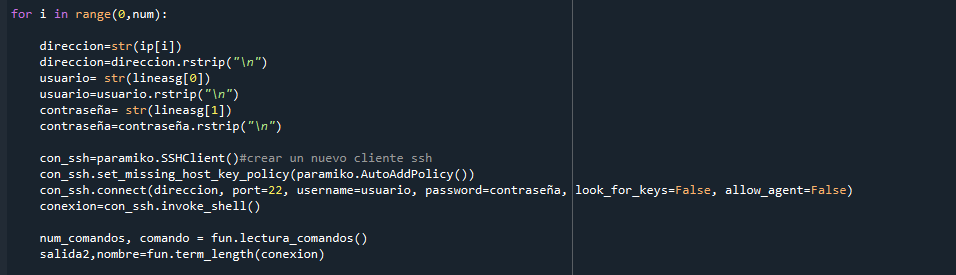 for i in range(0,num):
direccion=str(ip[i])
direccion=direccion.rstrip("\n")
usuario= str(lineasg[0])
usuario=usuario.rstrip("\n")
contraseña= str(lineasg[1])
contraseña=contraseña.rstrip("\n")
con_ssh=paramiko.SSHClient()#crear un nuevo cliente ssh
con_ssh.set_missing_host_key_policy(paramiko.AutoAddPolicy())
con_ssh.connect(direccion, port=22, username=usuario, password=contraseña, look_for_keys=False, allow_agent=False)
conexion=con_ssh.invoke_shell()
num_comandos, comando = fun.lectura_comandos()
salida2,nombre=fun.term_length(conexion)